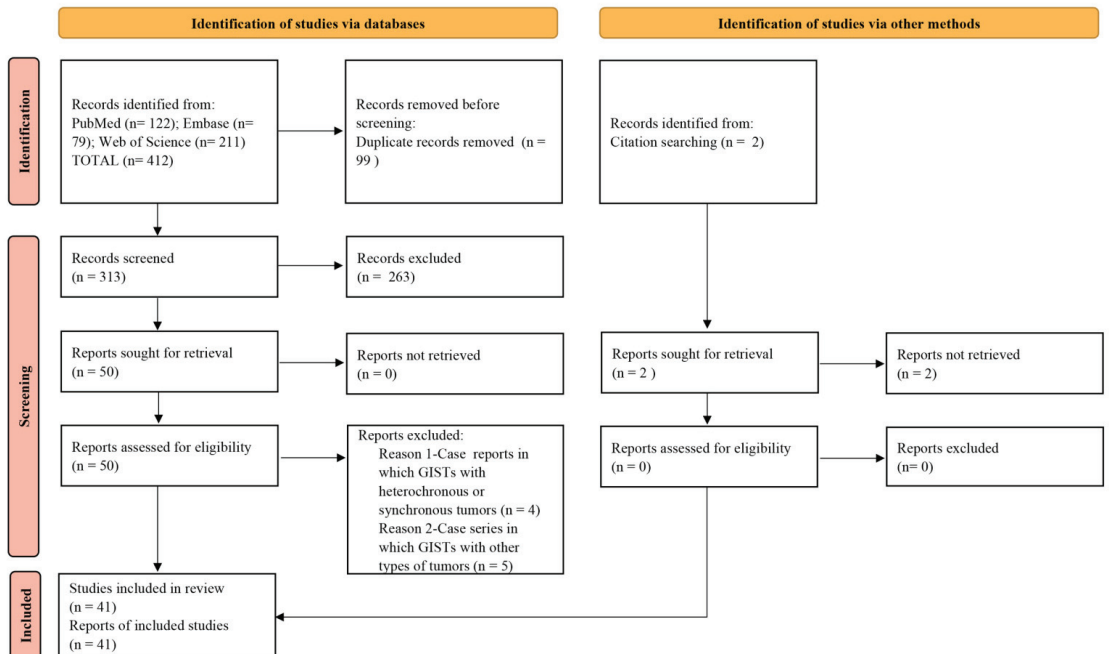 Identification of studies via databases
Identification of studies via other methods
Identification
Records identified from:
PubMed (n= 122); Embase (n=
79); Web of Science (n= 211)
TOTAL (n= 412)
Records removed before
screening:
Duplicate records removed (n =
99 )
Records identified from:
Citation searching (n = 2)
Screening
Records screened
(n = 313)
Records excluded
(n = 263)
Reports sought for retrieval
(n = 50)
Reports not retrieved
(n = 0)
Reports sought for retrieval
(n = 2 )
Reports not retrieved
(n = 2)
Reports assessed for eligibility
(n = 50)
Reports excluded:
Reason 1-Case reports in
which GISTs with
heterochronous or
synchronous tumors (n = 4)
Reason 2-Case series in
which GISTs with other
types of tumors (n = 5)
Reports assessed for eligibility
(n = 0)
Reports excluded
(n= 0)
Included
Studies included in review
(n = 41)
Reports of included studies
(n = 41)